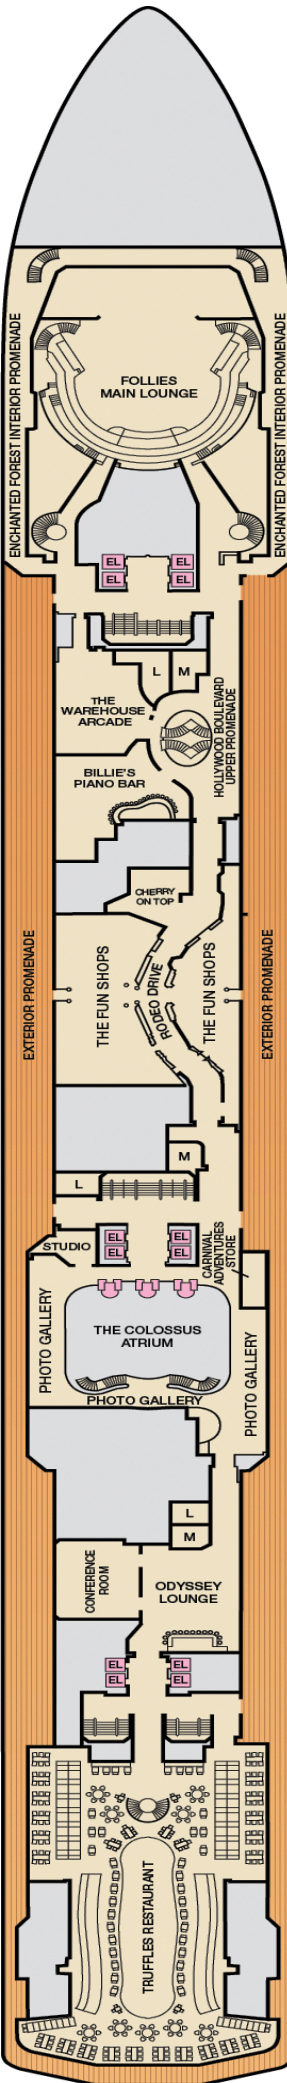 ENCHANTED FOREST INTERIOR PROMENADE
ENCHANTED FOREST INTERIOR PROMENADE
FOLLIES
MAIN LOUNGE
EL
EL
EL
EL
L
M
THE
WAREHOUSE
ARCADE
HOLLYWOOD BOULEVARD
UPPER PROMENADE
BILLIE'S
PIANO BAR
CHERRY
ON TOP
EXTERIOR PROMENADE
THE FUN SHOPS
RODEO DRIVE
THE FUN SHOPS
EXTERIOR PROMENADE
M
L
STUDIO
EL
EL
EL
EL
CARNIVAL
ADVENTURES
STORE
PHOTO GALLERY
THE COLOSSUS
ATRIUM
PHOTO GALLERY
PHOTO GALLERY
L
M
CONFERENCE
ROOM
ODYSSEY
LOUNGE
EL
EL
EL
EL
TRUFFLES RESTAURANT